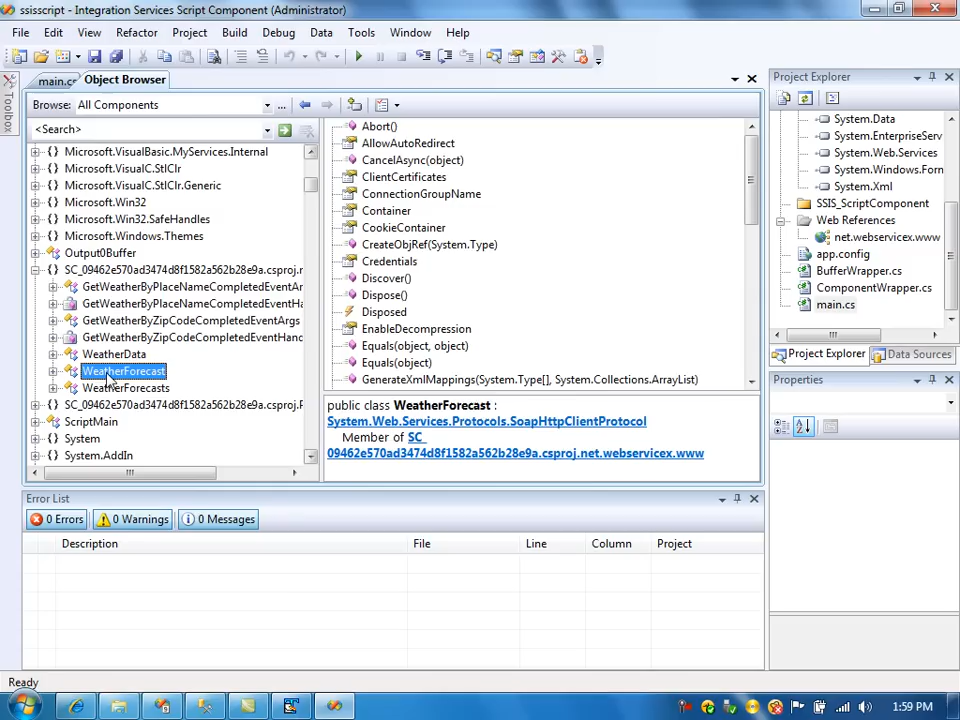 ssisscript - Integration Services Script Component (Administrator)
File Edit View Refactor Project Build Debug Data Tools Window Help
main.cs Object Browser
Toolbox
Browse: All Components
<Search>
Microsoft.VisualBasic.MyServices.Internal
Microsoft.VisualC.StlClr
Microsoft.VisualC.StlClr.Generic
Microsoft.Win32
Microsoft.Win32.SafeHandles
Microsoft.Windows.Themes
Output0Buffer
SC_09462e570ad3474d8f1582a562b28e9a.csproj.r
GetWeatherByPlaceNameCompletedEventAr
GetWeatherByPlaceNameCompletedEventHa
GetWeatherByZipCodeCompletedEventArgs
GetWeatherByZipCodeCompletedEventHand
WeatherData
WeatherForecast
WeatherForecasts
SC_09462e570ad3474d8f1582a562b28e9a.csproj.F
ScriptMain
System
System.AddIn
Abort()
AllowAutoRedirect
CancelAsync(object)
ClientCertificates
ConnectionGroupName
Container
CookieContainer
CreateObjRef(System.Type)
Credentials
Discover()
Dispose()
Disposed
EnableDecompression
Equals(object, object)
Equals(object)
GenerateXmlMappings(System.Type[], System.Collections.ArrayList)
public class WeatherForecast :
System.Web.Services.Protocols.SoapHttpClientProtocol
Member of SC_
09462e570ad3474d8f1582a562b28e9a.csproj.net.webservicex.www
Project Explorer
System.Data
System.EnterpriseServ
System.Web.Services
System.Windows.Forn
System.Xml
SSIS_ScriptComponent
Web References
net.webservicex.www
app.config
BufferWrapper.cs
ComponentWrapper.cs
main.cs
Project Explorer Data Sources
Properties
Error List
0 Errors 0 Warnings 0 Messages
Description File Line Column Project
Ready
1:59 PM